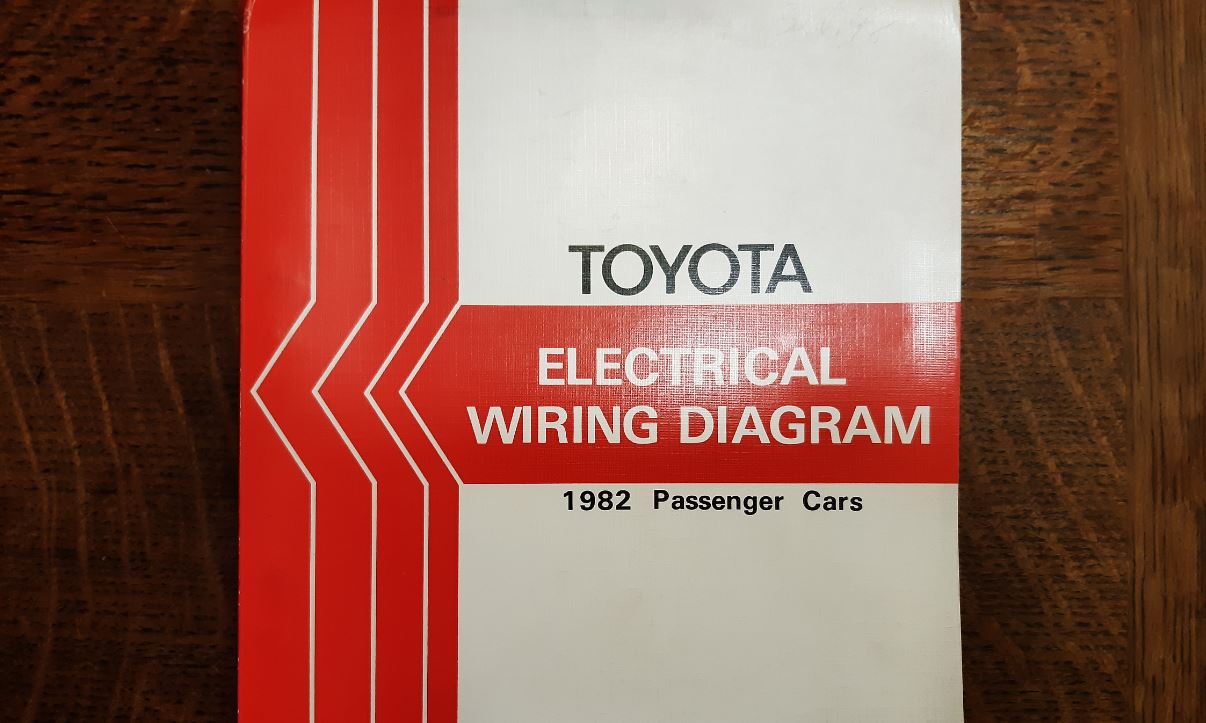 TOYOTA
ELECTRICAL
WIRING DIAGRAM
1982 Passenger Cars